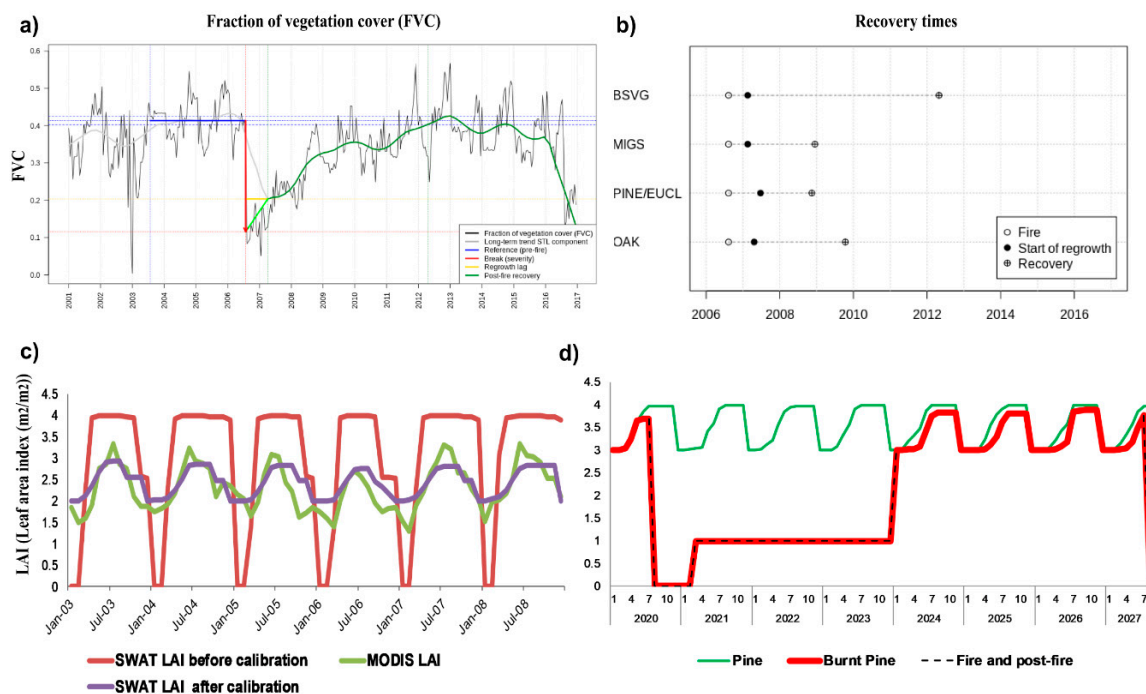 a)
Fraction of vegetation cover (FVC)
FVC
0.6
0.5
0.4
0.3
0.2
0.1
0.0
2001 2002 2003 2004 2005 2006 2007 2008 2009 2010 2011 2012 2013 2014 2015 2016 2017
Fraction of vegetation cover (FVC)
Long-term trend STL component
Reference (pre-fire)
Break (severity)
Regrowth lag
Post-fire recovery
b)
Recovery times
BSVG
MIGS
PINE/EUCL
OAK
Fire
Start of regrowth
Recovery
2006 2008 2010 2012 2014 2016
c)
LAI (Leaf area index (m2/m2))
4.5
4
3.5
3
2.5
2
1.5
1
0.5
0
Jan-03 Jul-03 Jan-04 Jul-04 Jan-05 Jul-05 Jan-06 Jul-06 Jan-07 Jul-07 Jan-08 Jul-08
SWAT LAI before calibration MODIS LAI
SWAT LAI after calibration
d)
4.5
4
3.5
3
2.5
2
1.5
1
0.5
0
1 4 7 10 1 4 7 10 1 4 7 10 1 4 7 10 1 4 7 10 1 4 7 10 1 4 7 10 1 4 7
2020 2021 2022 2023 2024 2025 2026 2027
Pine Burnt Pine Fire and post-fire